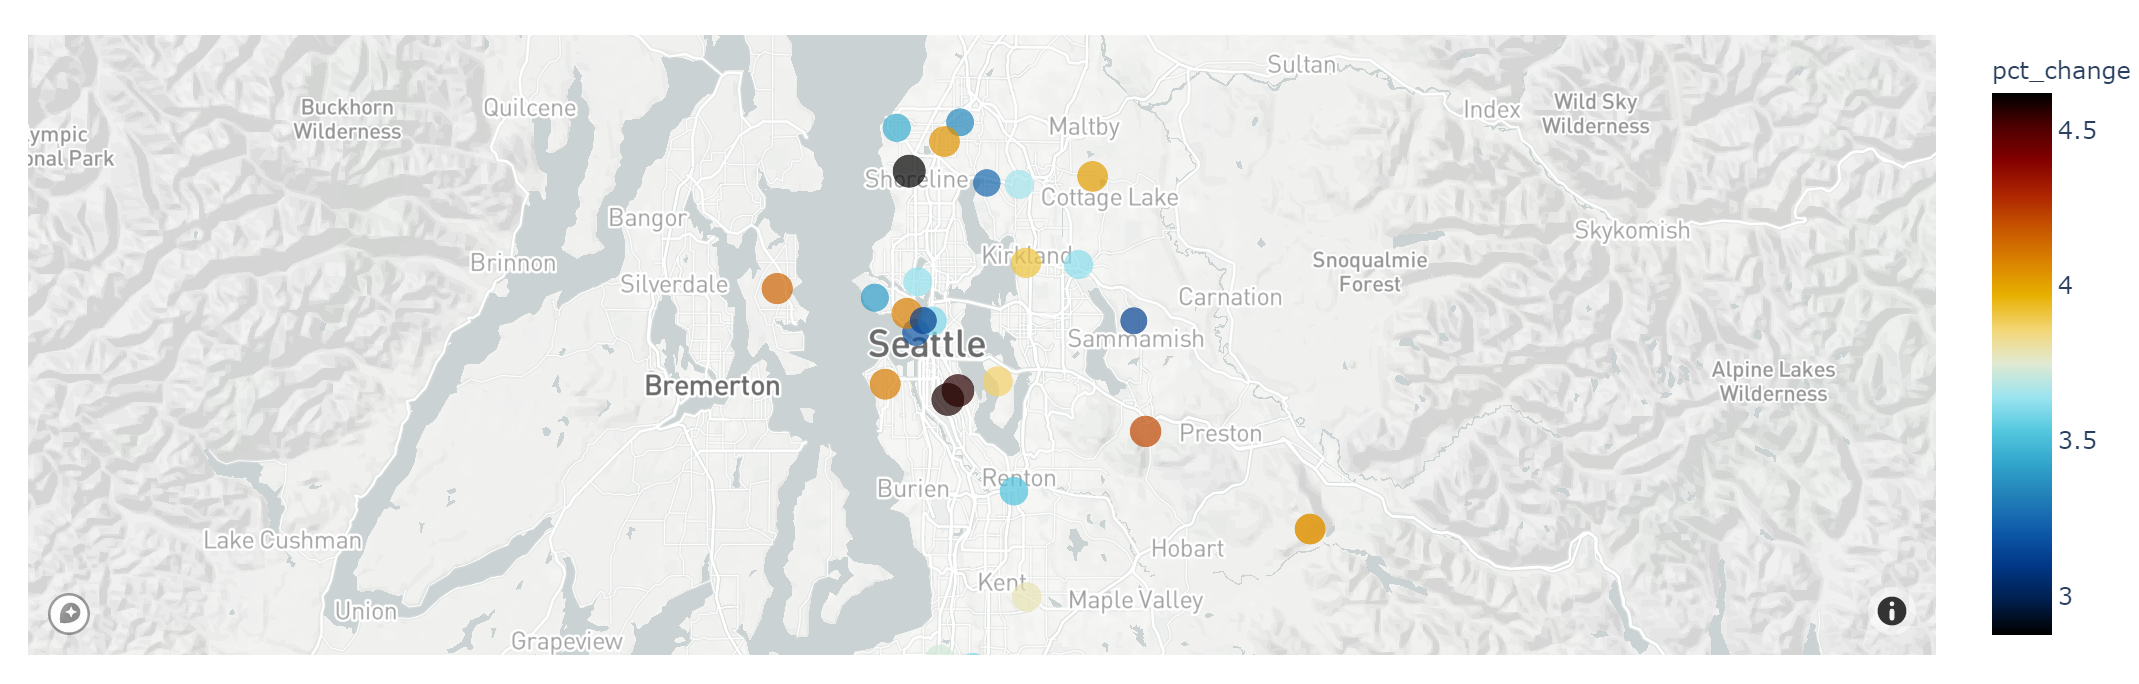 Sultan
pct_change
Buckhorn
Wilderness
Quilcene
Index
Wild Sky
Wilderness
Maltby
4.5
ympic
onal Park
Shoreline
Cottage Lake
Bangor
Skykomish
Kirkland
Brinnon
Silverdale
Snoqualmie
Forest
4
Carnation
Seattle
Sammamish
Bremerton
Alpine Lakes
Wilderness
Preston
3.5
Burien
Renton
Lake Cushman
Hobart
Kent
Maple Valley
3
Union
Grapeview